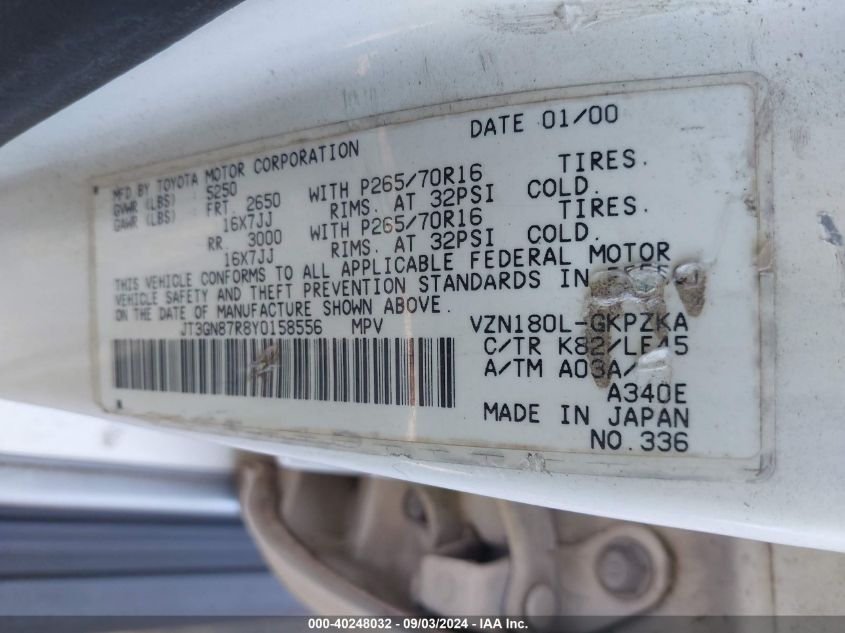 MFD BY TOYOTA MOTOR CORPORATION DATE 01/00
GVWR (LBS) 5250
GAWR (LBS) FRT. 2650 WITH P265/70R16 TIRES.
16X7JJ RIMS. AT 32PSI COLD.
RR. 3000 WITH P265/70R16 TIRES.
16X7JJ RIMS. AT 32PSI COLD.
THIS VEHICLE CONFORMS TO ALL APPLICABLE FEDERAL MOTOR
VEHICLE SAFETY AND THEFT PREVENTION STANDARDS IN
ON THE DATE OF MANUFACTURE SHOWN ABOVE.
JT3GN87R8Y0158556 MPV VZN180L-GKPZKA
C/TR K82/LE45
A/TM A03A/
A340E
MADE IN JAPAN
NO.336
000-40248032 - 09/03/2024 - © IAA Inc.